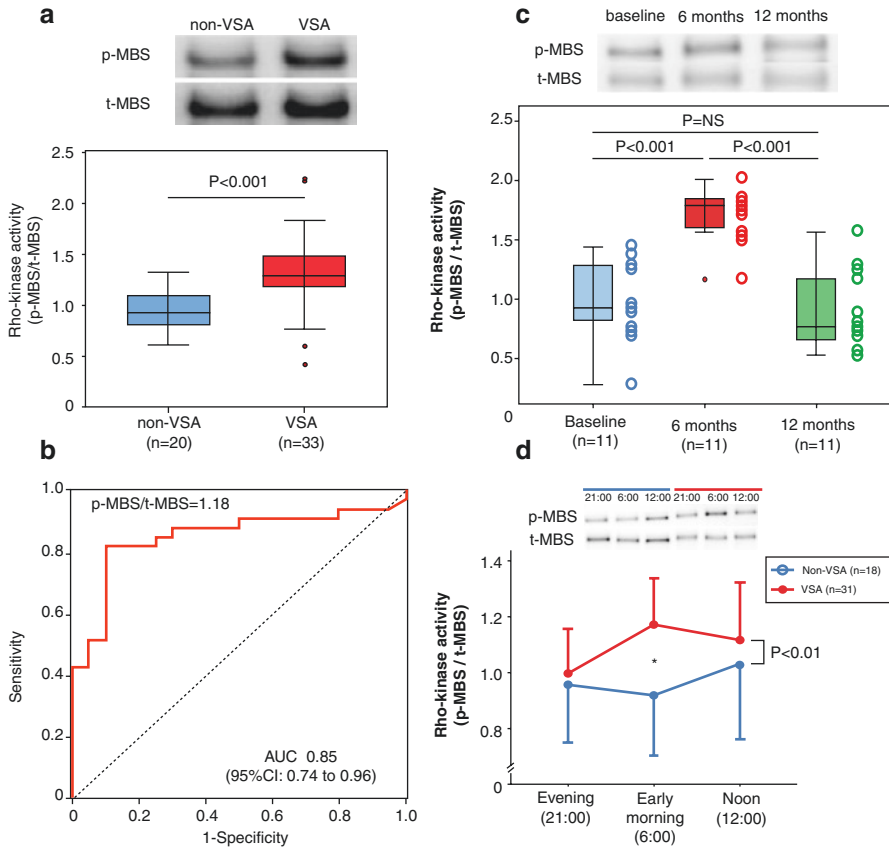 a
non-VSA VSA
p-MBS
t-MBS
Rho-kinase activity
(p-MBS/t-MBS)
2.5
2.0
1.5
1.0
0.5
0
P<0.001
non-VSA
(n=20)
VSA
(n=33)
b
p-MBS/t-MBS=1.18
Sensitivity
1.0
0.8
0.6
0.4
0.2
0.0
0.0 0.2 0.4 0.6 0.8 1.0
1-Specificity
AUC 0.85
(95%CI: 0.74 to 0.96)
c
baseline 6 months 12 months
p-MBS
t-MBS
P=NS
P<0.001 P<0.001
Rho-kinase activity
(p-MBS / t-MBS)
2.0
1.5
1.0
0.5
0
Baseline
(n=11)
6 months
(n=11)
12 months
(n=11)
d
21:00 6:00 12:00 21:00 6:00 12:00
p-MBS
t-MBS
Non-VSA (n=18)
VSA (n=31)
Rho-kinase activity
(p-MBS / t-MBS)
1.4
1.2
1.0
0.8
0
*
P<0.01
Evening
(21:00)
Early
morning
(6:00)
Noon
(12:00)